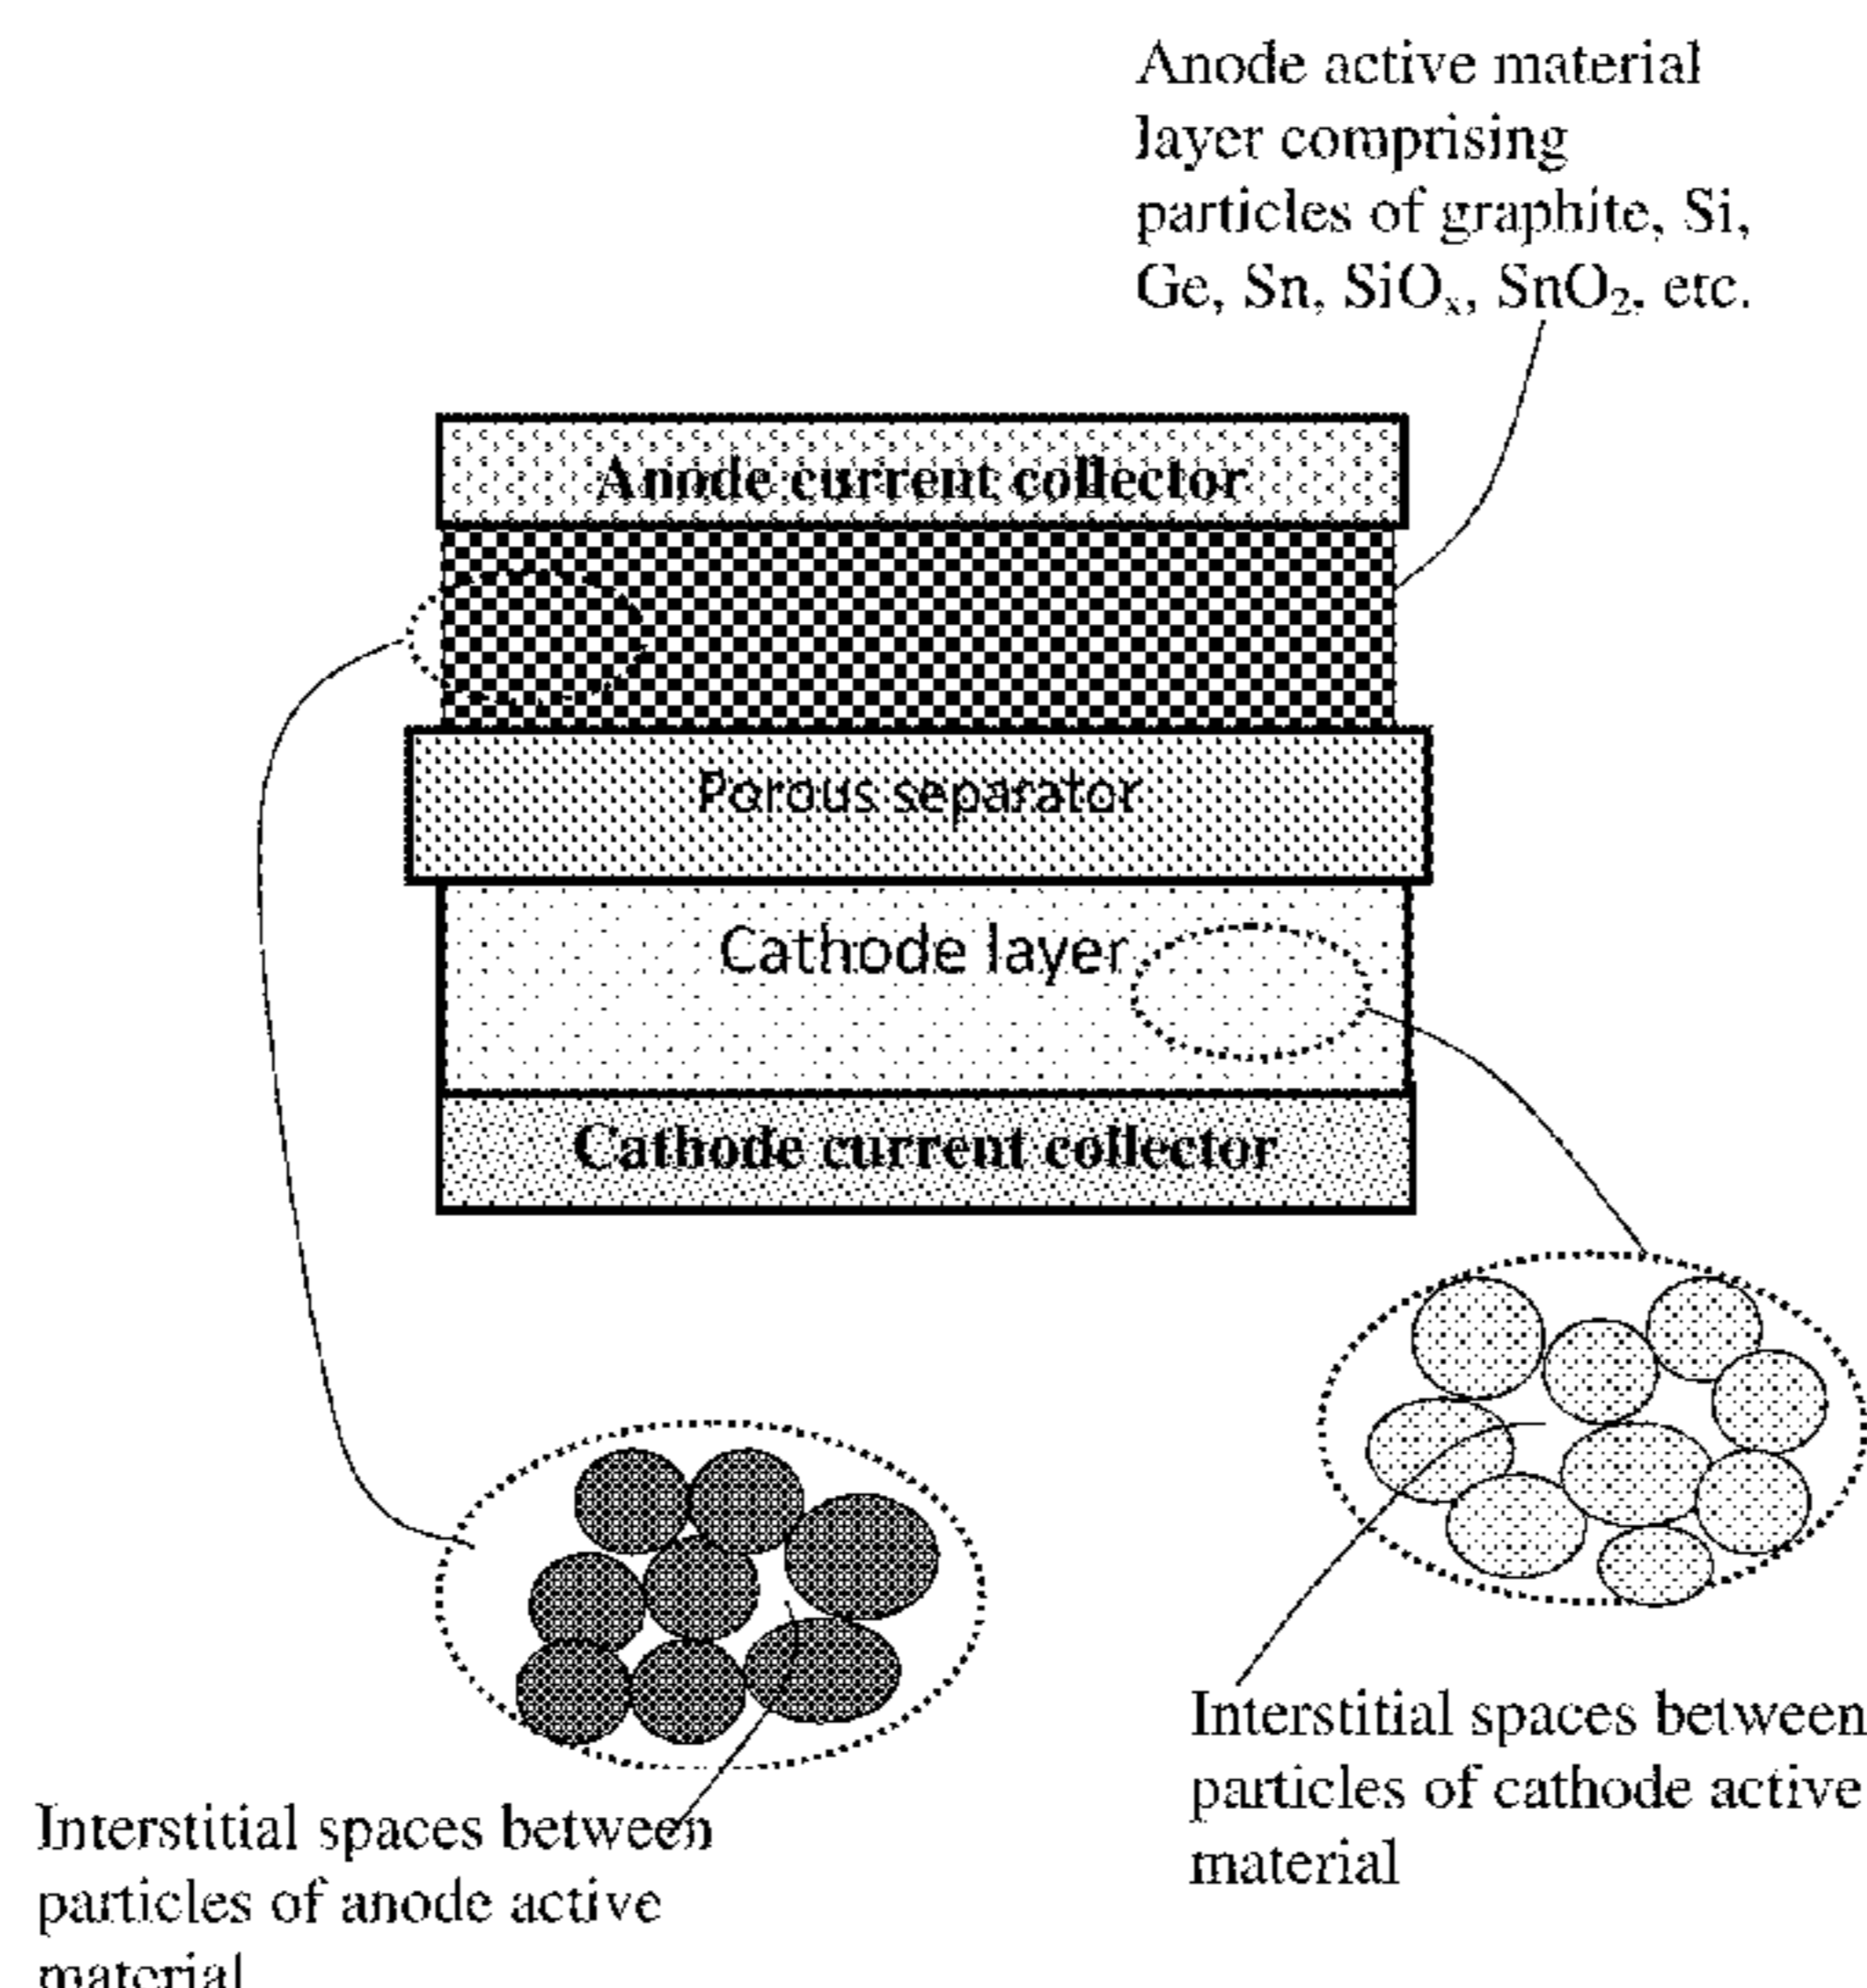 Anode active material
layer comprising
particles of graphite, Si,
Ge, Sn, SiOₓ, SnO₂, etc.
Anode current collector
Porous separator
Cathode layer
Cathode current collector
Interstitial spaces between
particles of cathode active
material
Interstitial spaces between
particles of anode active
material